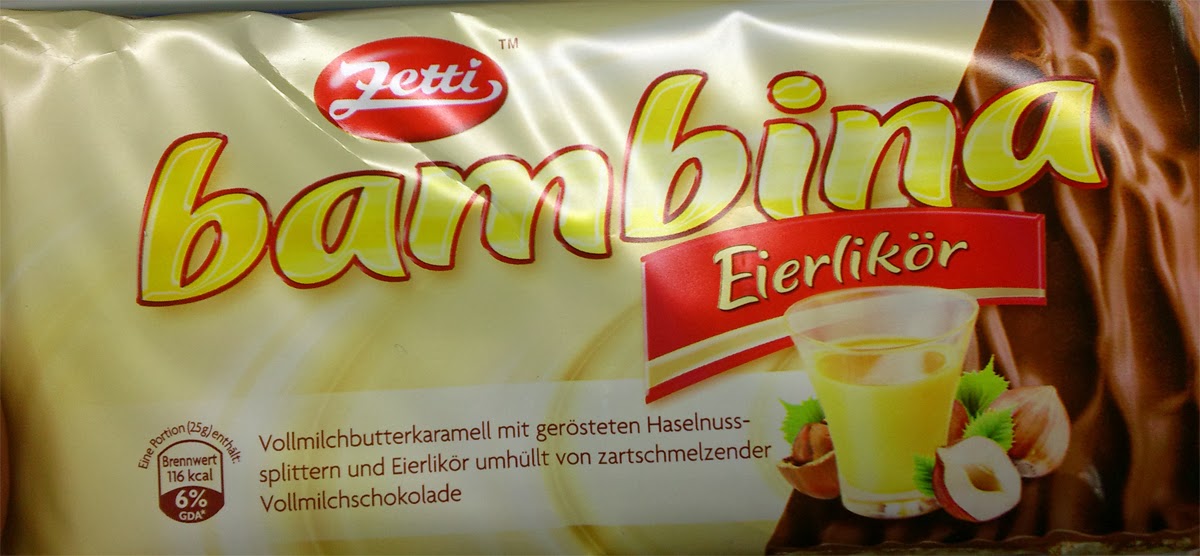 Zetti
TM
bambina
Eierlikör
Eine Portion (25g) enthält:
Brennwert
116 kcal
6%
GDA*
Vollmilchbutterkaramell mit gerösteten Haselnuss-
splittern und Eierlikör umhüllt von zartschmelzender
Vollmilchschokolade